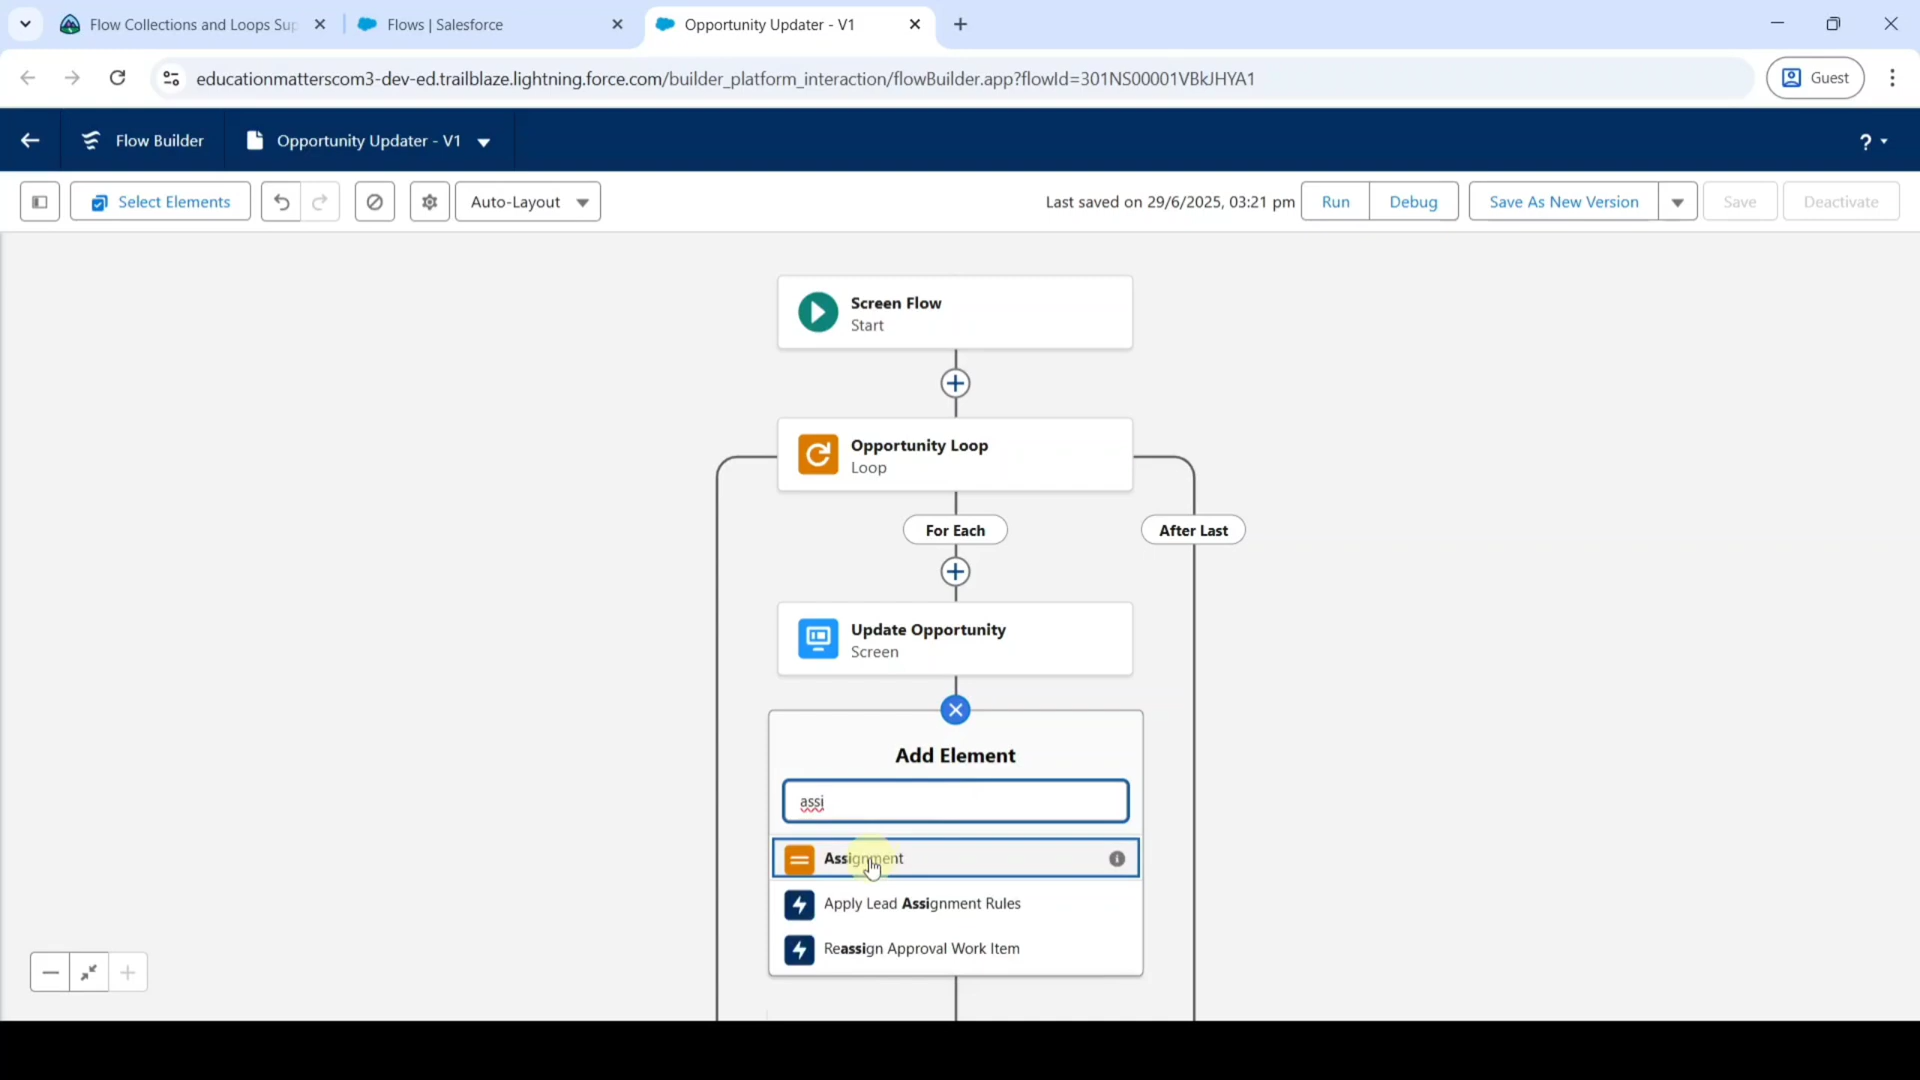 Flow Collections and Loops Sup
Flows | Salesforce
Opportunity Updater - V1
educationmatterscom3-dev-ed.trailblaze.lightning.force.com/builder_platform_interaction/flowBuilder.app?flowId=301NS00001VBkJHYA1
Guest
Flow Builder
Opportunity Updater - V1
?
Select Elements
Auto-Layout
Last saved on 29/6/2025, 03:21 pm
Run
Debug
Save As New Version
Save
Deactivate
Screen Flow
Start
Opportunity Loop
Loop
For Each
After Last
Update Opportunity
Screen
Add Element
assi
Assignment
Apply Lead Assignment Rules
Reassign Approval Work Item